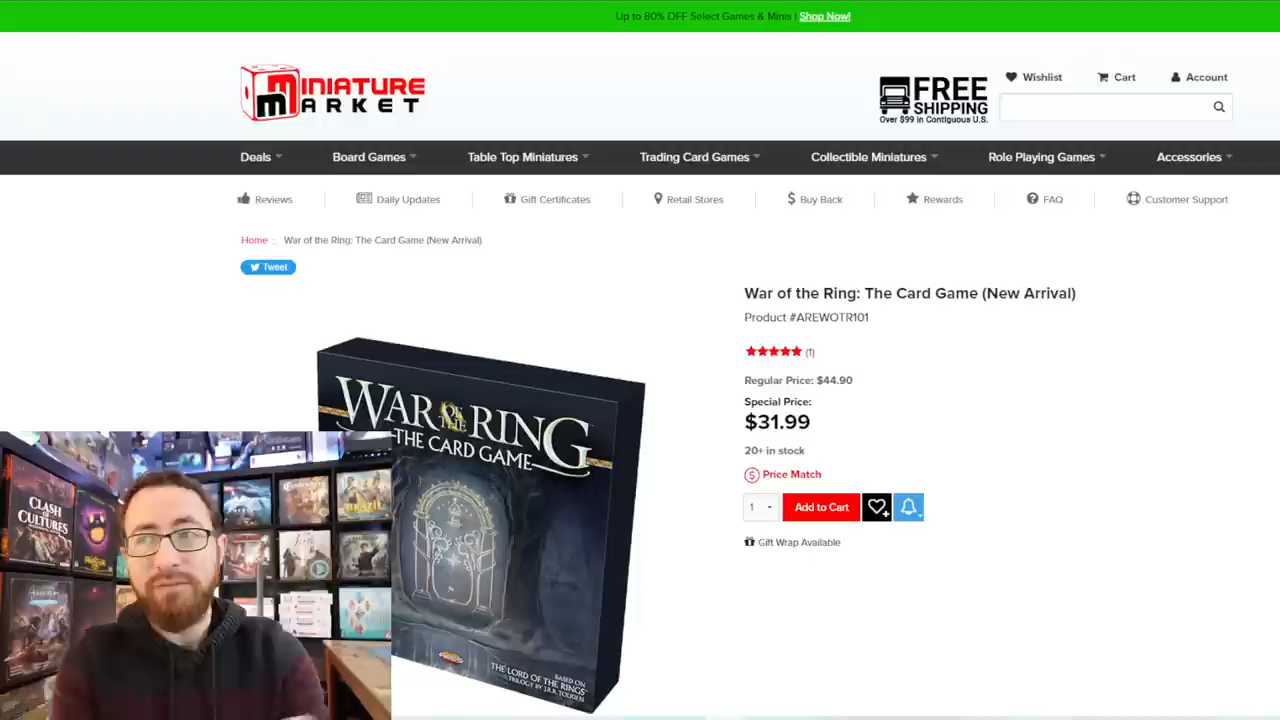 Up to 80% OFF Select Games & Minis | Shop Now!
MINIATURE
MARKET
FREE
SHIPPING
Over $99 in Contiguous U.S.
Wishlist
Cart
Account
Deals
Board Games
Table Top Miniatures
Trading Card Games
Collectible Miniatures
Role Playing Games
Accessories
Reviews
Daily Updates
Gift Certificates
Retail Stores
Buy Back
Rewards
FAQ
Customer Support
Home :: War of the Ring: The Card Game (New Arrival)
Tweet
War of the Ring: The Card Game (New Arrival)
Product #AREWOTR101
(1)
Regular Price: $44.90
Special Price:
$31.99
20+ in stock
Price Match
1
Add to Cart
Gift Wrap Available
WAR OF THE RING
THE CARD GAME
BASED ON
THE LORD OF THE RINGS
TRILOGY BY J.R.R. TOLKIEN
CLASH
OF
CULTURES